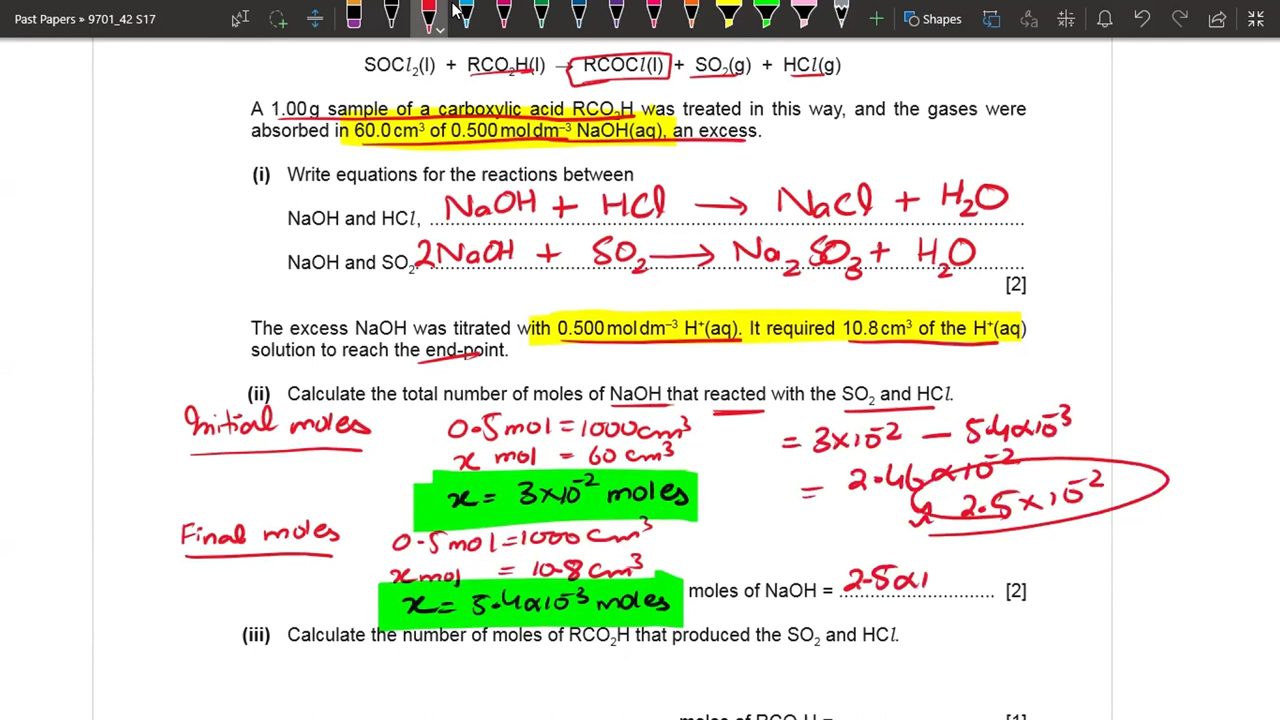 Past Papers » 9701_42 S17
Shapes
SOCl₂(l) + RCO₂H(l) → RCOCl(l) + SO₂(g) + HCl(g)
A 1.00 g sample of a carboxylic acid RCO₂H was treated in this way, and the gases were
absorbed in 60.0 cm³ of 0.500 mol dm⁻³ NaOH(aq), an excess.
(i) Write equations for the reactions between
NaOH and HCl, NaOH + HCl → NaCl + H₂O
NaOH and SO₂ 2NaOH + SO₂ → Na₂SO₃ + H₂O
[2]
The excess NaOH was titrated with 0.500 mol dm⁻³ H⁺(aq). It required 10.8 cm³ of the H⁺(aq)
solution to reach the end-point.
(ii) Calculate the total number of moles of NaOH that reacted with the SO₂ and HCl.
Initial moles
0.5 mol = 1000 cm³
x mol = 60 cm³
x = 3×10⁻² moles
= 3×10⁻² − 5.4×10⁻³
= 2.46×10⁻²
≈ 2.5×10⁻²
Final moles
0.5 mol = 1000 cm³
x mol = 10.8 cm³
x = 5.4×10⁻³ moles
moles of NaOH = 2.5×1 [2]
(iii) Calculate the number of moles of RCO₂H that produced the SO₂ and HCl.
moles of RCO₂H = [1]